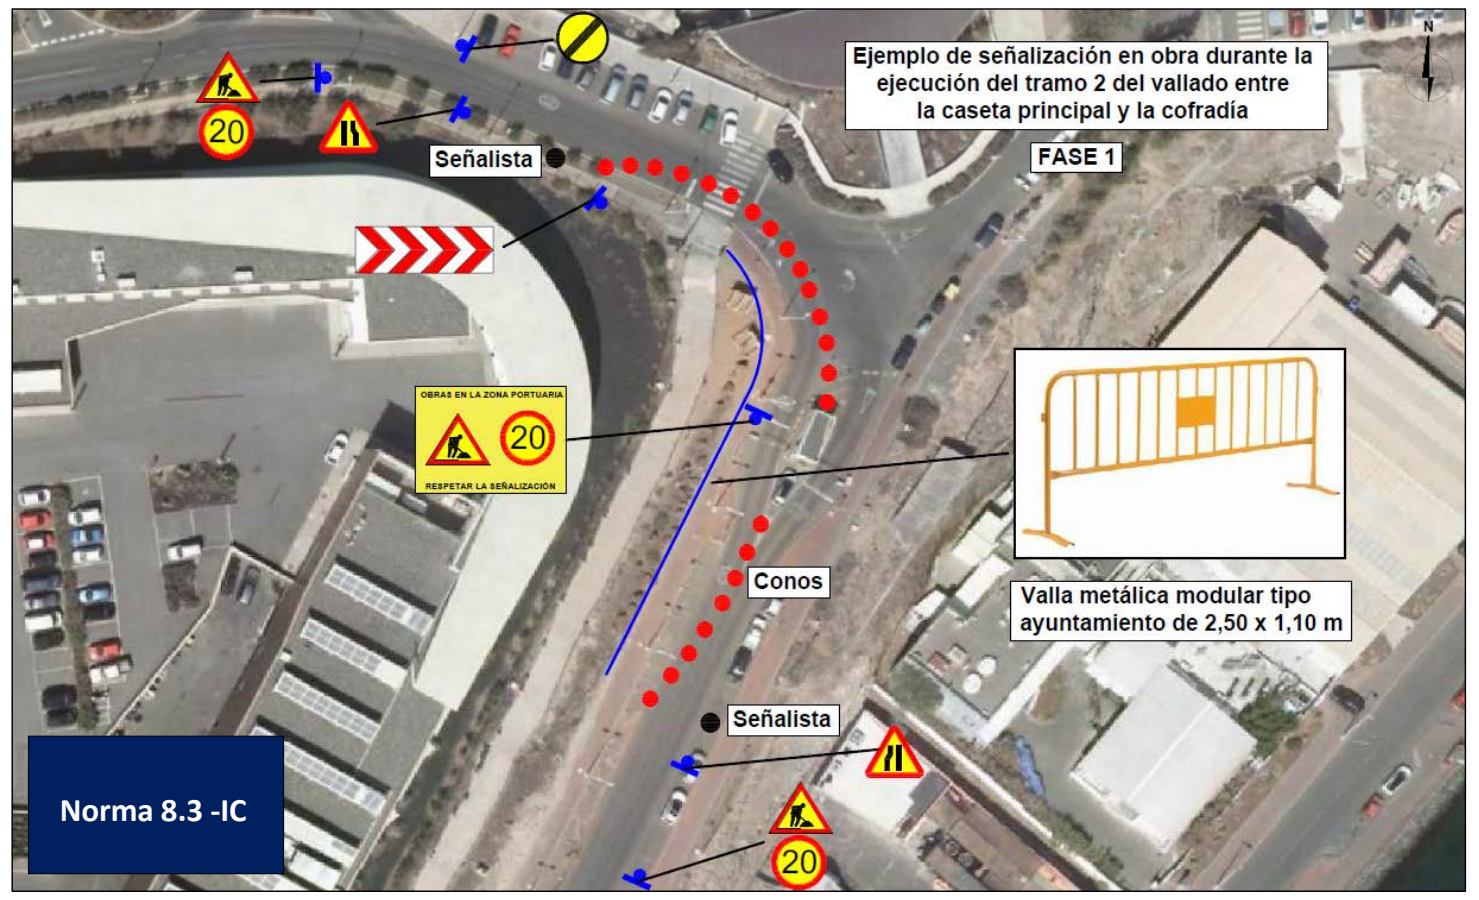 N
Ejemplo de señalización en obra durante la
ejecución del tramo 2 del vallado entre
la caseta principal y la cofradía
FASE 1
20
Señalista
OBRAS EN LA ZONA PORTUARIA
20
RESPETAR LA SEÑALIZACIÓN
Conos
Valla metálica modular tipo
ayuntamiento de 2,50 x 1,10 m
Señalista
Norma 8.3 -IC
20